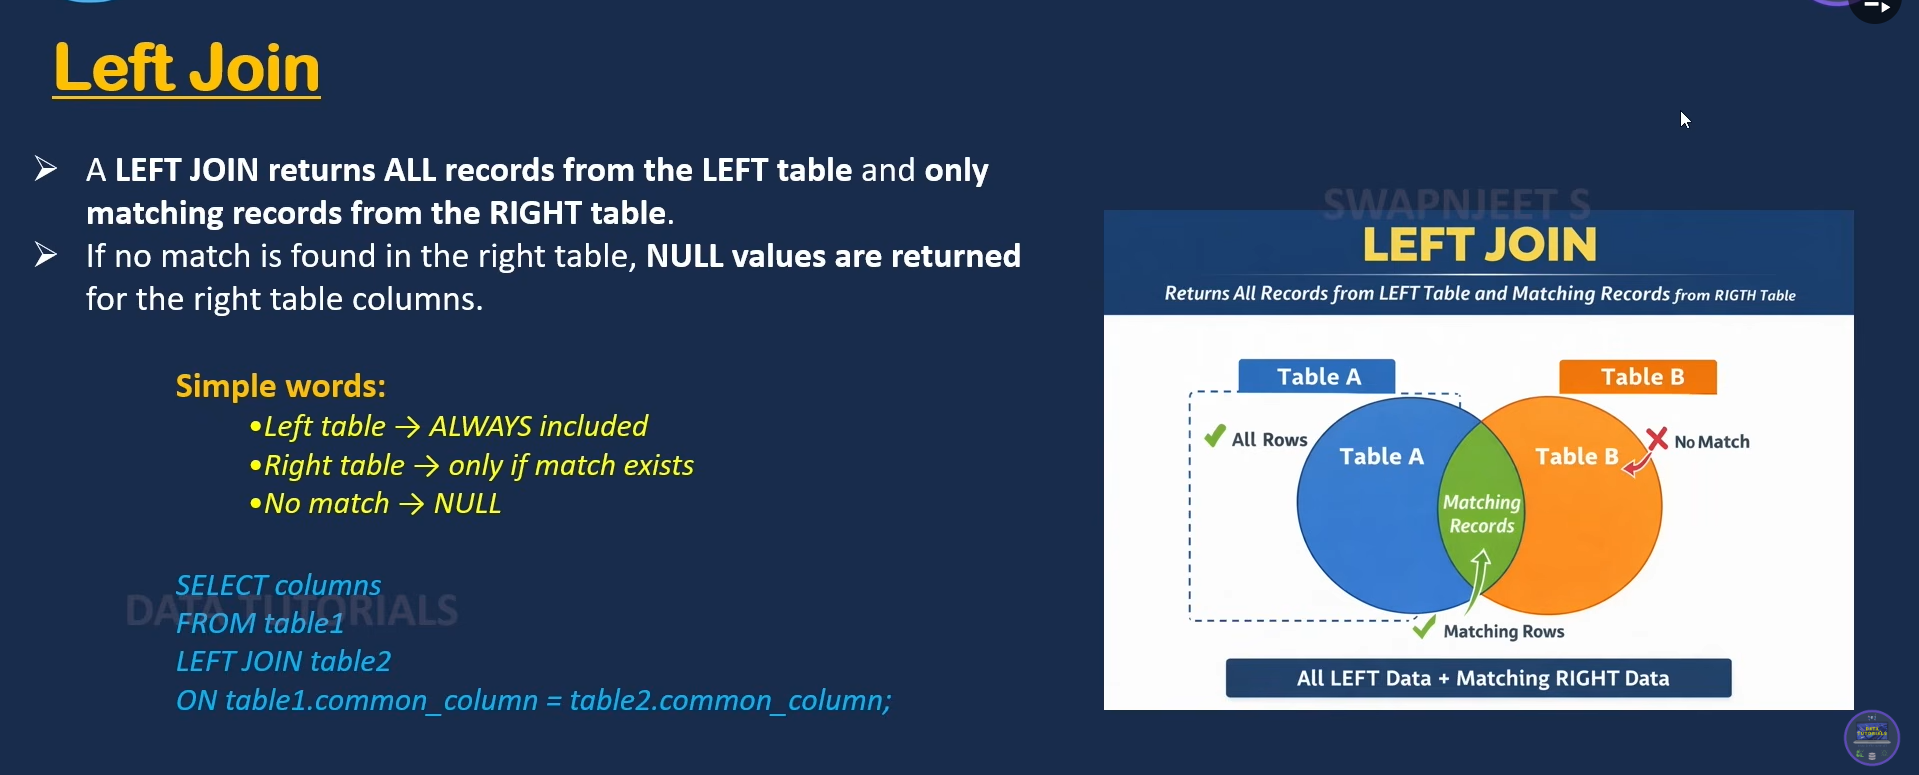 Left Join
➢ A LEFT JOIN returns ALL records from the LEFT table and only
matching records from the RIGHT table.
➢ If no match is found in the right table, NULL values are returned
for the right table columns.
Simple words:
•Left table → ALWAYS included
•Right table → only if match exists
•No match → NULL
SELECT columns
DATA TUTORIALS
FROM table1
LEFT JOIN table2
ON table1.common_column = table2.common_column;
SWAPNJEET S
LEFT JOIN
Returns All Records from LEFT Table and Matching Records from RIGTH Table
Table A
Table B
All Rows
Table A
Table B
No Match
Matching
Records
Matching Rows
All LEFT Data + Matching RIGHT Data
DATA
TUTORIALS